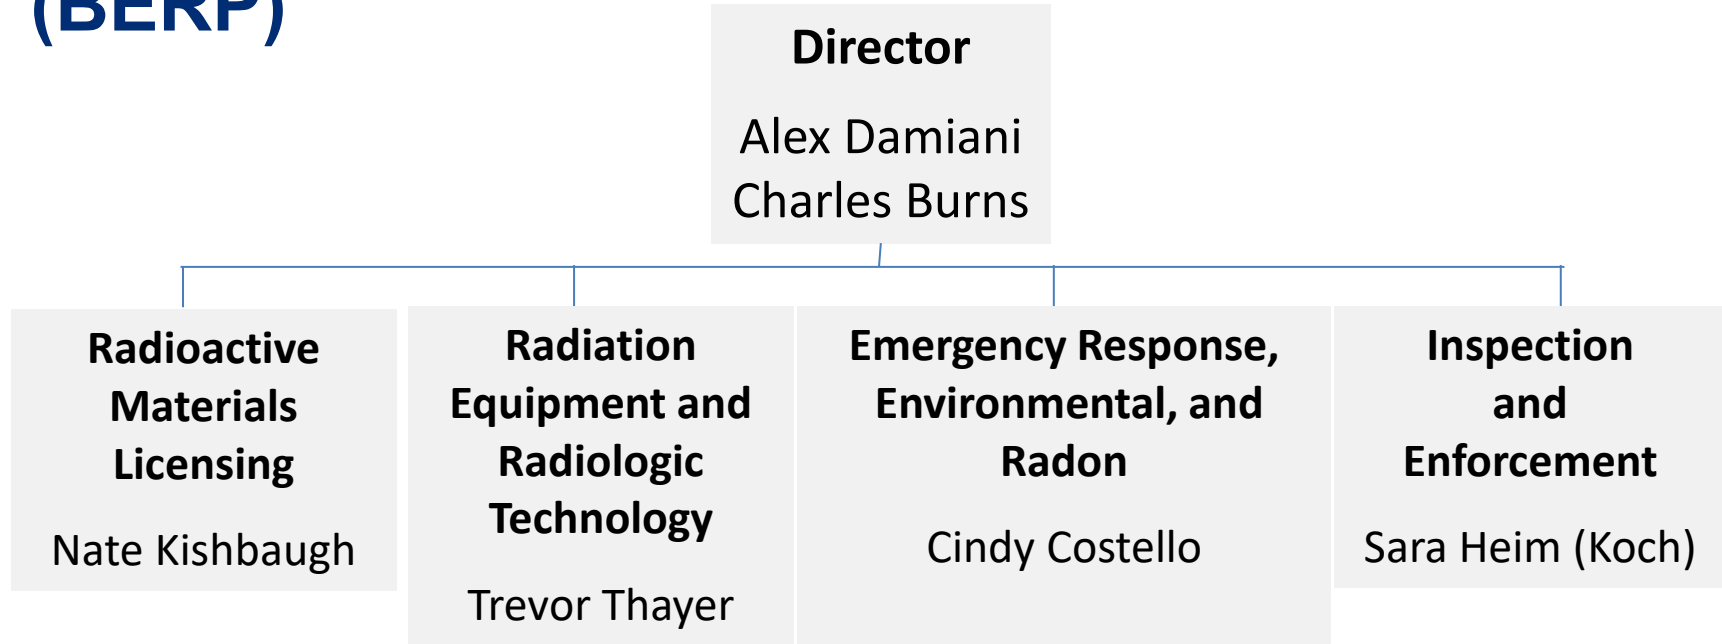 (BERP)
Director
Alex Damiani
Charles Burns
Radioactive
Materials
Licensing
Nate Kishbaugh
Radiation
Equipment and
Radiologic
Technology
Trevor Thayer
Emergency Response,
Environmental, and
Radon
Cindy Costello
Inspection
and
Enforcement
Sara Heim (Koch)